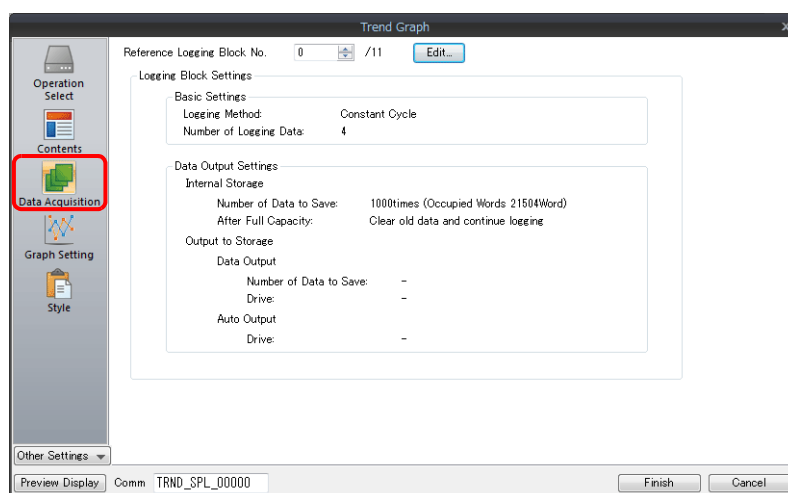 Trend Graph
x
Operation
Select
Contents
Data Acquisition
Graph Setting
Style
Other Settings
Reference Logging Block No. 0 /11 Edit...
Logging Block Settings
Basic Settings
Logging Method: Constant Cycle
Number of Logging Data: 4
Data Output Settings
Internal Storage
Number of Data to Save: 1000times (Occupied Words 21504Word)
After Full Capacity: Clear old data and continue logging
Output to Storage
Data Output
Number of Data to Save: -
Drive: -
Auto Output
Drive: -
Preview Display Comm TRND_SPL_00000 Finish Cancel